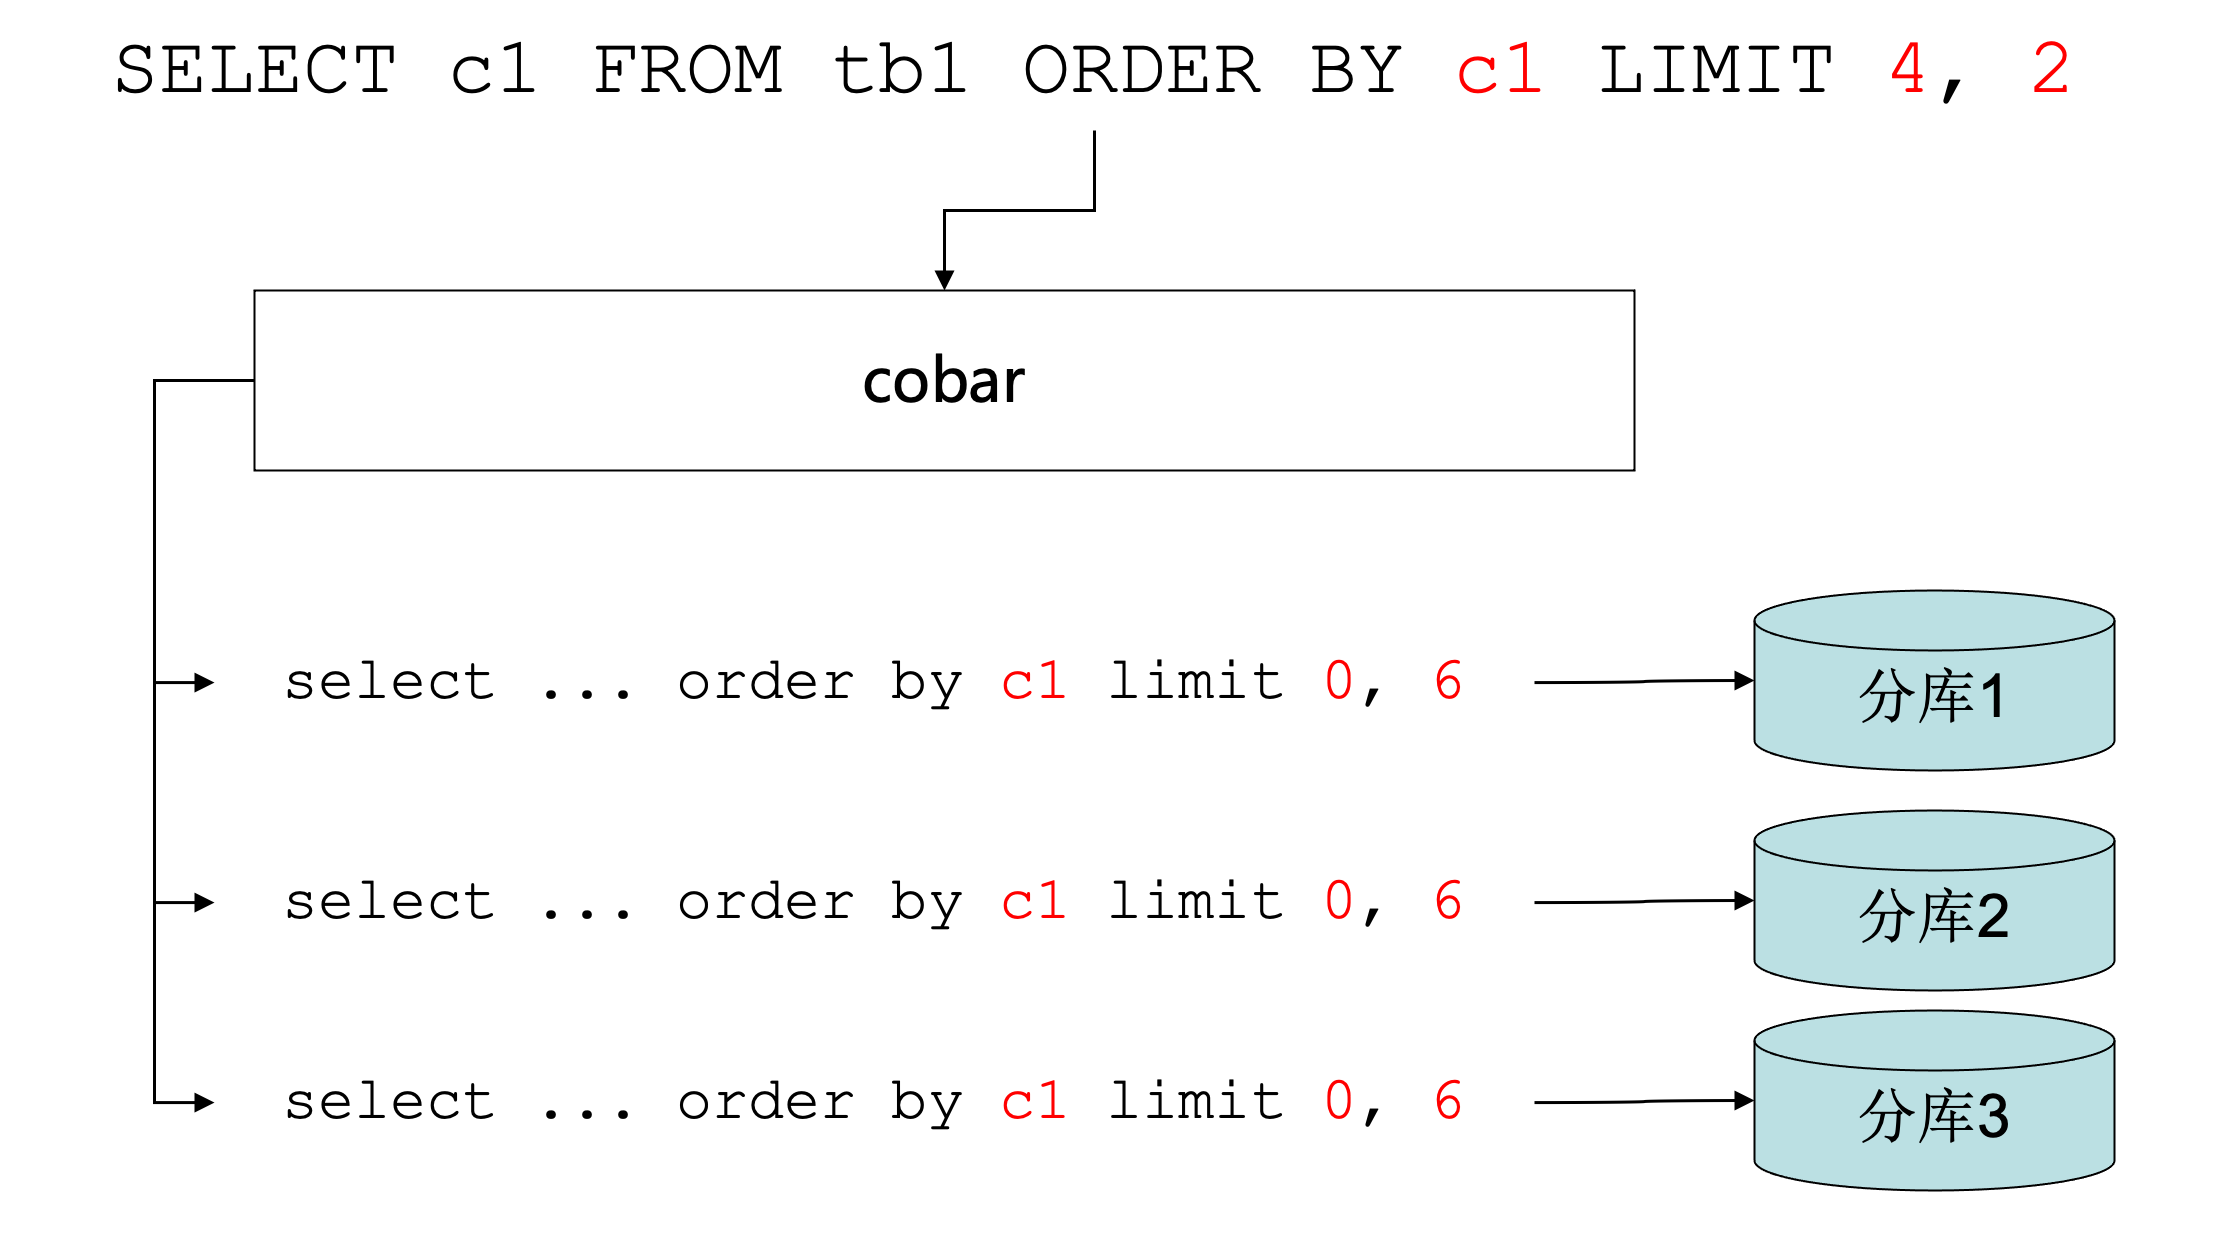 SELECT c1 FROM tb1 ORDER BY c1 LIMIT 4, 2
cobar
select ... order by c1 limit 0, 6
分库1
select ... order by c1 limit 0, 6
分库2
select ... order by c1 limit 0, 6
分库3